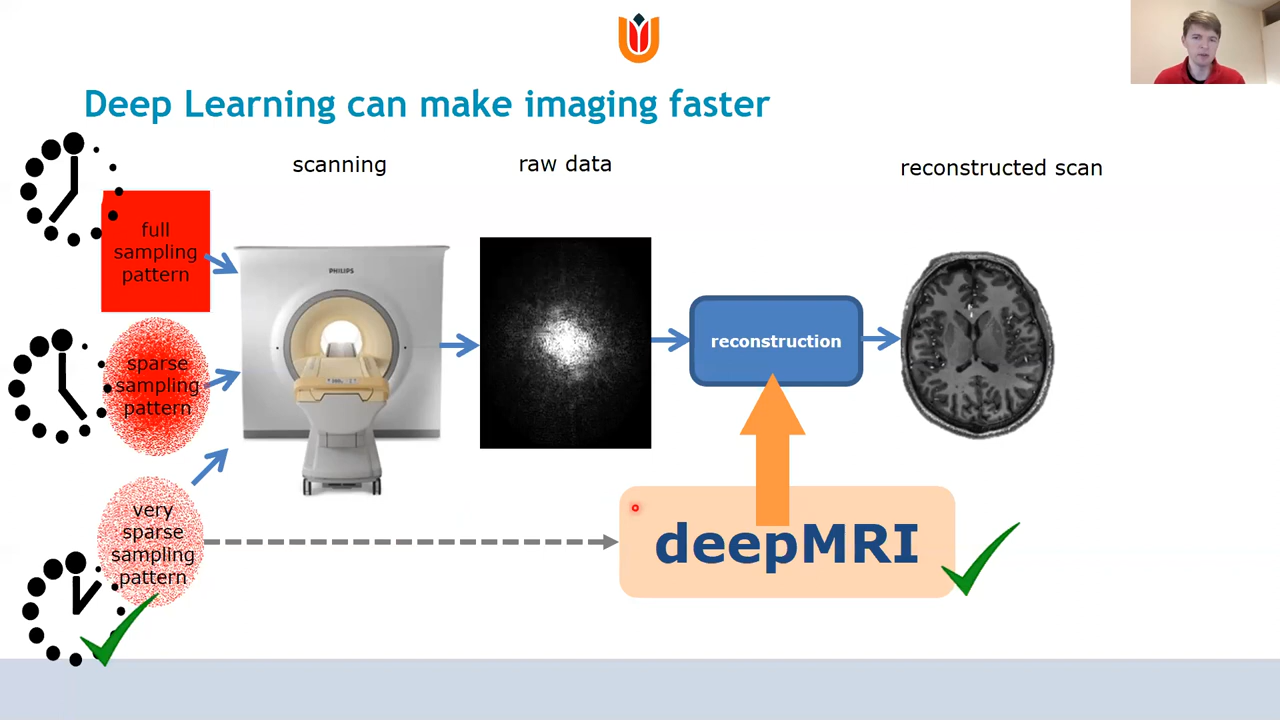 Deep Learning can make imaging faster
scanning
raw data
reconstructed scan
full
sampling
pattern
PHILIPS
sparse
sampling
pattern
reconstruction
very
sparse
sampling
pattern
deepMRI